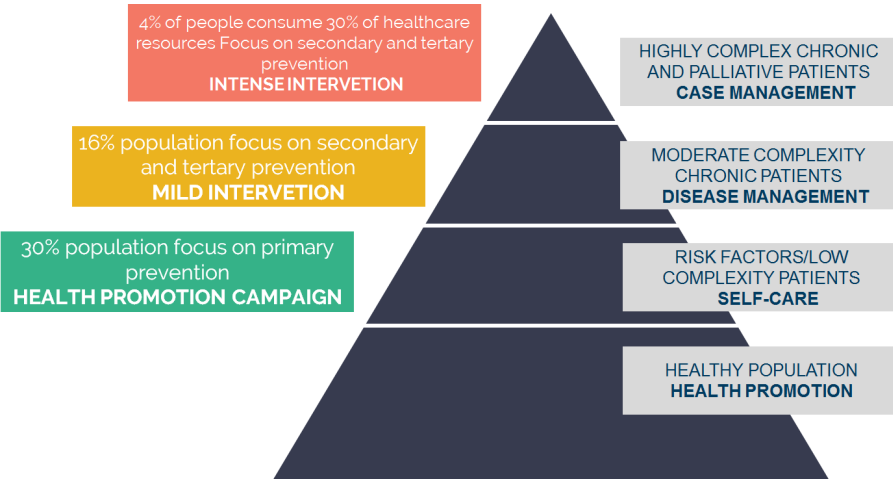 4% of people consume 30% of healthcare
resources Focus on secondary and tertary
prevention
INTENSE INTERVETION
HIGHLY COMPLEX CHRONIC
AND PALLIATIVE PATIENTS
CASE MANAGEMENT
16% population focus on secondary
and tertary prevention
MILD INTERVETION
MODERATE COMPLEXITY
CHRONIC PATIENTS
DISEASE MANAGEMENT
30% population focus on primary
prevention
HEALTH PROMOTION CAMPAIGN
RISK FACTORS/LOW
COMPLEXITY PATIENTS
SELF-CARE
HEALTHY POPULATION
HEALTH PROMOTION